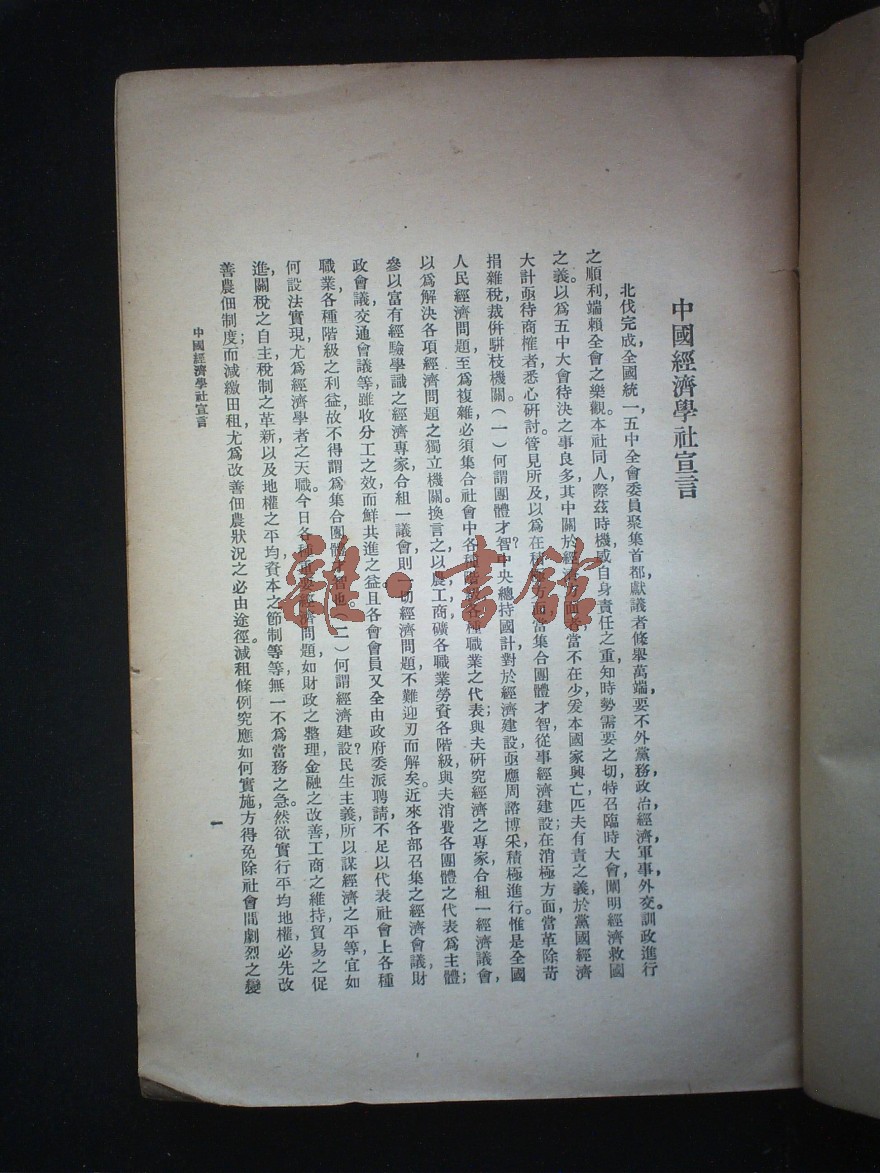 中國經濟學社宣言
北伐完成，全國統一，五中全會委員聚集首都，獻議者條舉萬端，要不外黨務，政治，經濟，軍事，外交。訓政進行
之順利，端賴全會之樂觀。本社同人，際茲時機，感自身責任之重，知時勢需要之切，特召臨時大會，闡明經濟救國
之義。以爲五中大會待決之事良多，其中關於經濟方面者，當不在少，爰本國家興亡，匹夫有責之義，於黨國經濟
大計亟待商榷者，悉心研討，管見所及，以爲在積極方面，當集合團體才智，從事經濟建設；在消極方面，當革除苛
捐雜稅，裁併駢枝機關。（一）何謂團體才智？中央總持國計，對於經濟建設，亟應周諮博采，積極進行。惟是全國
人民經濟問題，至爲複雜，必須集合社會中各種階級各種職業之代表，與夫研究經濟之專家，合組一經濟議會，
以爲解決各項經濟問題之獨立機關。換言之，以農工商礦各職業，勞資各階級，與夫消費各團體之代表爲主體；
參以富有經驗學識之經濟專家，合組一議會，則一切經濟問題，不難迎刃而解矣。近來各部召集之經濟會議，財
政會議，交通會議等，雖收分工之效，而鮮共進之益。且各會會員，又全由政府委派聘請，不足以代表社會上各種
職業，各種階級之利益，故不得謂爲集合團體才智也。（二）何謂經濟建設？民生主義，所以謀經濟之平等，宜如
何設法實現，尤爲經濟學者之天職。今日各種重要經濟問題，如財政之整理，金融之改善，工商之維持，貿易之促
進，關稅之自主，稅制之革新，以及地權之平均，資本之節制等等，無一不爲當務之急。然欲實行平均地權，必先改
善農佃制度；而減繳田租，尤爲改善佃農狀況之必由途徑。減租條例，究應如何實施，方得免除社會間劇烈之變
中國經濟學社宣言
一
雜·書館